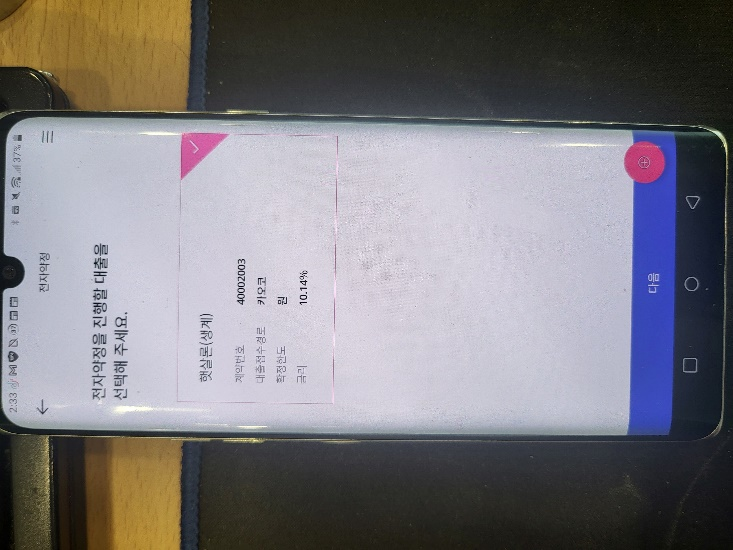 2:33
37%
전자약정
전자약정을 진행할 대출을
선택해 주세요.
햇살론(생계)
계약번호 40002003
대출접수경로 카오코
확정한도 원
금리 10.14%
다음